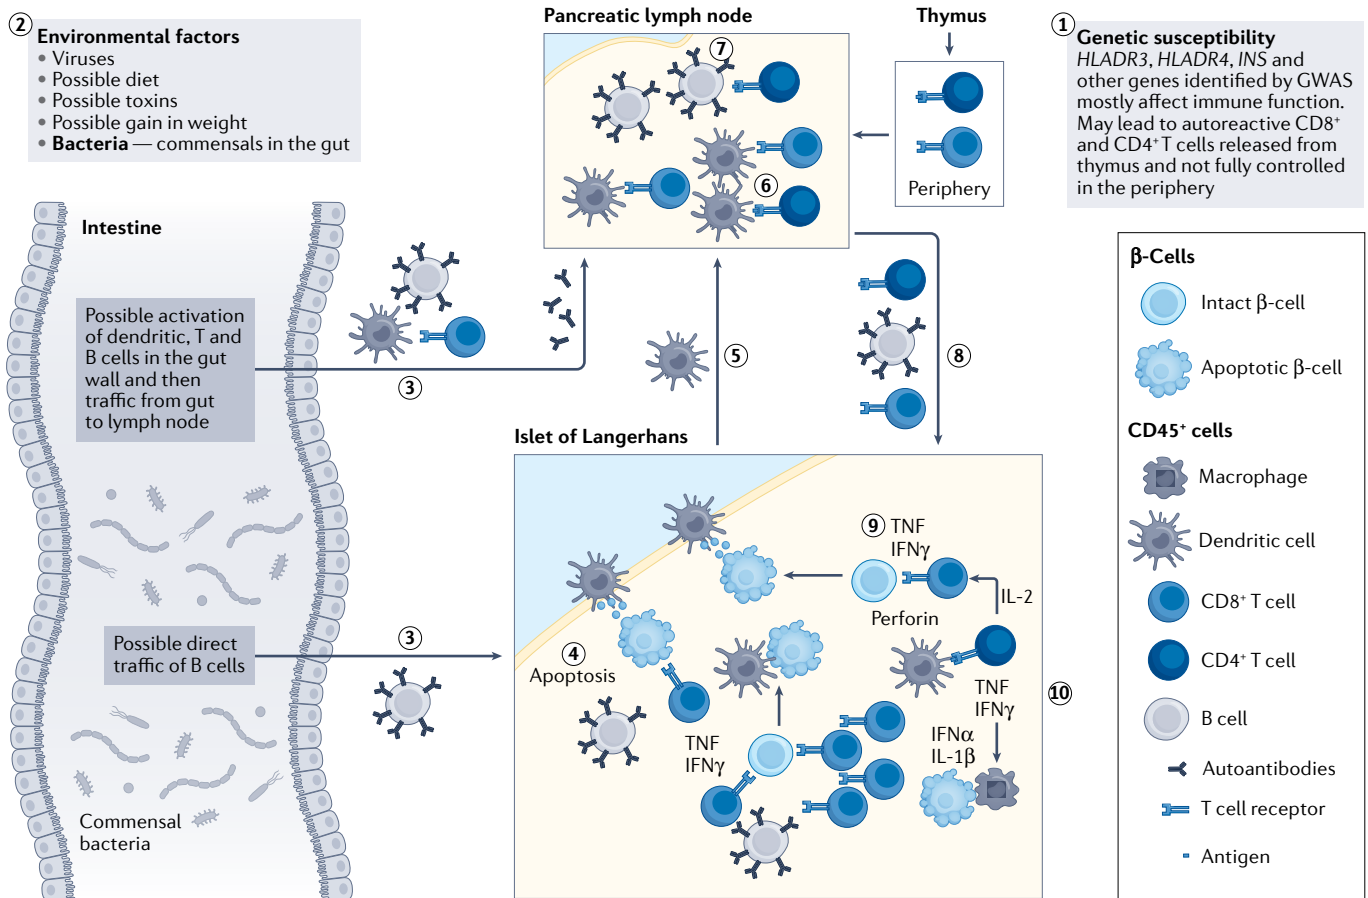 ②
Environmental factors
• Viruses
• Possible diet
• Possible toxins
• Possible gain in weight
• Bacteria — commensals in the gut
Pancreatic lymph node
⑦
⑥
Thymus
Periphery
①
Genetic susceptibility
HLADR3, HLADR4, INS and
other genes identified by GWAS
mostly affect immune function.
May lead to autoreactive CD8⁺
and CD4⁺ T cells released from
thymus and not fully controlled
in the periphery
Intestine
Possible activation
of dendritic, T and
B cells in the gut
wall and then
traffic from gut
to lymph node
③
⑤
⑧
Possible direct
traffic of B cells
③
Commensal
bacteria
Islet of Langerhans
④
Apoptosis
TNF
IFNγ
⑨ TNF
IFNγ
Perforin
IL-2
TNF
IFNγ
IFNα
IL-1β
⑩
β-Cells
Intact β-cell
Apoptotic β-cell
CD45⁺ cells
Macrophage
Dendritic cell
CD8⁺ T cell
CD4⁺ T cell
B cell
Autoantibodies
T cell receptor
Antigen